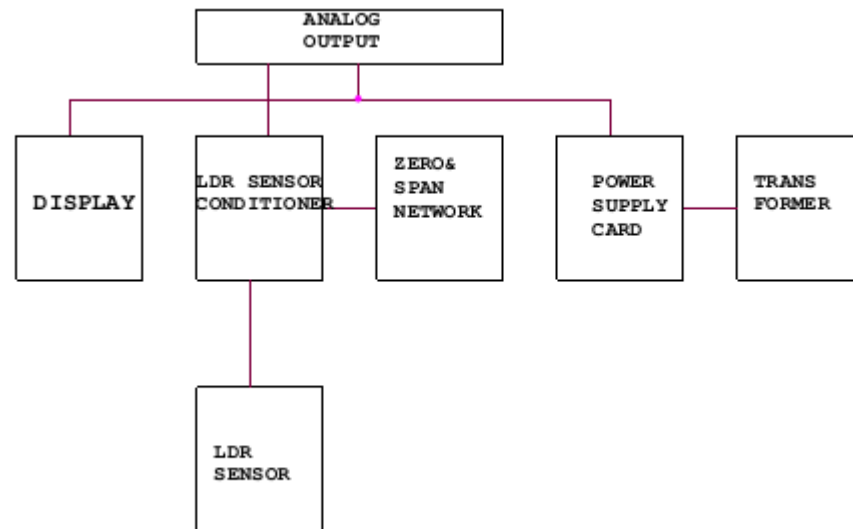 ANALOG
OUTPUT
DISPLAY
LDR SENSOR
CONDITIONER
ZERO&
SPAN
NETWORK
POWER
SUPPLY
CARD
TRANS
FORMER
LDR
SENSOR